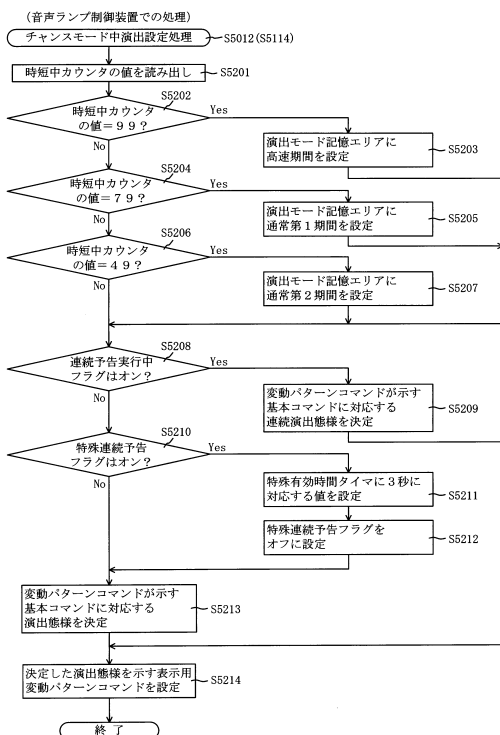 (音声ランプ制御装置での処理)
チャンスモード中演出設定処理
S5012(S5114)
時短中カウンタの値を読み出し
S5201
S5202
時短中カウンタ
の値=99?
Yes
No
演出モード記憶エリアに
高速期間を設定
S5203
S5204
時短中カウンタ
の値=79?
Yes
No
演出モード記憶エリアに
通常第1期間を設定
S5205
S5206
時短中カウンタ
の値=49?
Yes
No
演出モード記憶エリアに
通常第2期間を設定
S5207
S5208
連続予告実行中
フラグはオン?
Yes
No
変動パターンコマンドが示す
基本コマンドに対応する
連続演出態様を決定
S5209
S5210
特殊連続予告
フラグはオン?
Yes
No
特殊有効時間タイマに3秒に
対応する値を設定
S5211
特殊連続予告フラグを
オフに設定
S5212
変動パターンコマンドが示す
基本コマンドに対応する
演出態様を決定
S5213
決定した演出態様を示す表示用
変動パターンコマンドを設定
S5214
終了